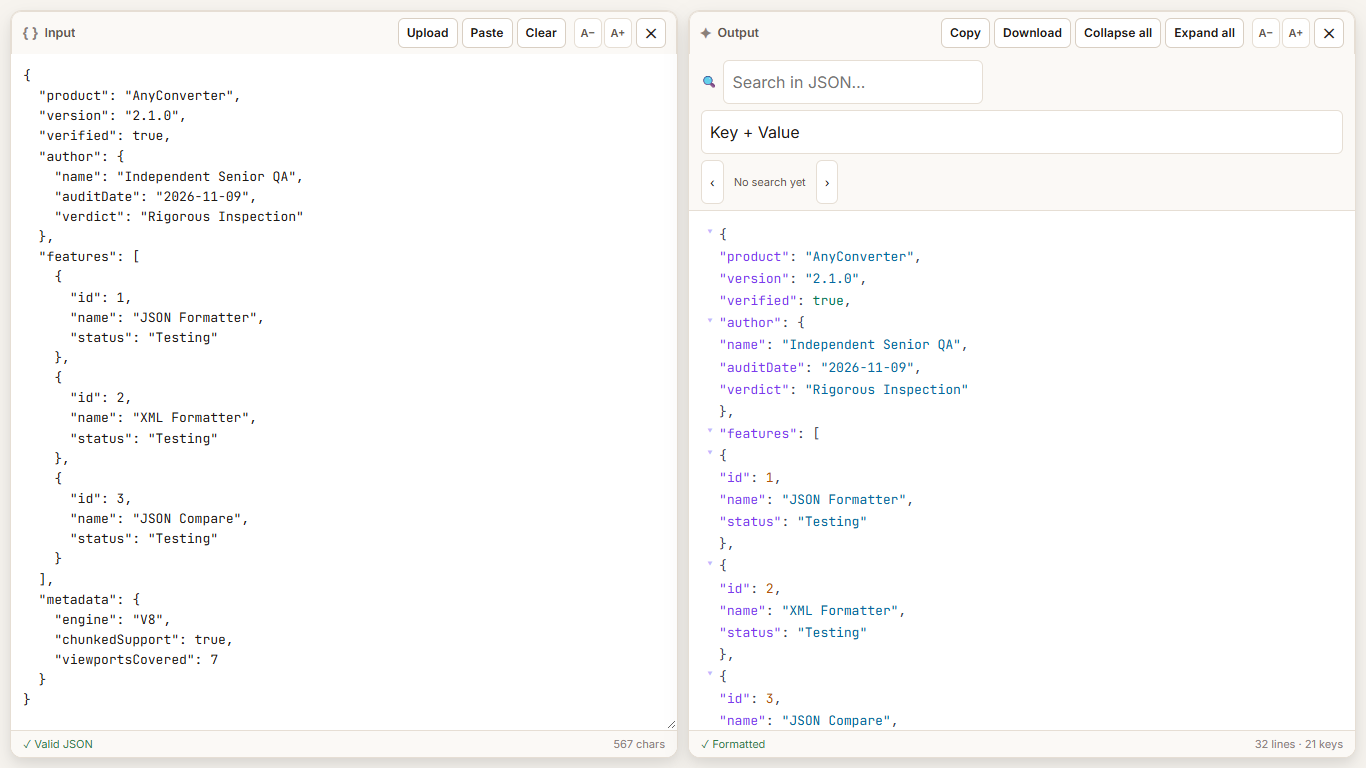 { } Input
Upload Paste Clear A− A+ ✕
{
  "product": "AnyConverter",
  "version": "2.1.0",
  "verified": true,
  "author": {
    "name": "Independent Senior QA",
    "auditDate": "2026-11-09",
    "verdict": "Rigorous Inspection"
  },
  "features": [
    {
      "id": 1,
      "name": "JSON Formatter",
      "status": "Testing"
    },
    {
      "id": 2,
      "name": "XML Formatter",
      "status": "Testing"
    },
    {
      "id": 3,
      "name": "JSON Compare",
      "status": "Testing"
    }
  ],
  "metadata": {
    "engine": "V8",
    "chunkedSupport": true,
    "viewportsCovered": 7
  }
}
✓ Valid JSON
567 chars
✦ Output
Copy Download Collapse all Expand all A− A+ ✕
Search in JSON...
Key + Value
‹ No search yet ›
{
"product": "AnyConverter",
"version": "2.1.0",
"verified": true,
"author": {
"name": "Independent Senior QA",
"auditDate": "2026-11-09",
"verdict": "Rigorous Inspection"
},
"features": [
{
"id": 1,
"name": "JSON Formatter",
"status": "Testing"
},
{
"id": 2,
"name": "XML Formatter",
"status": "Testing"
},
{
"id": 3,
"name": "JSON Compare",
✓ Formatted
32 lines · 21 keys